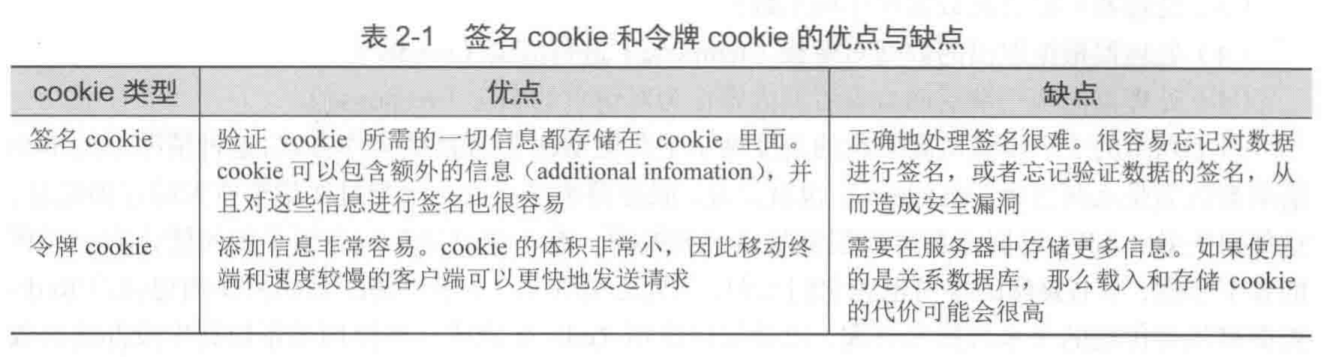 表 2-1 签名 cookie 和令牌 cookie 的优点与缺点
cookie 类型 优点 缺点
签名 cookie 验证 cookie 所需的一切信息都存储在 cookie 里面。 正确地处理签名很难。很容易忘记对数据
cookie 可以包含额外的信息（additional infomation），并 进行签名，或者忘记验证数据的签名，从
且对这些信息进行签名也很容易 而造成安全漏洞
令牌 cookie 添加信息非常容易。cookie 的体积非常小，因此移动终 需要在服务器中存储更多信息。如果使用
端和速度较慢的客户端可以更快地发送请求 的是关系数据库，那么载入和存储 cookie
的代价可能会很高